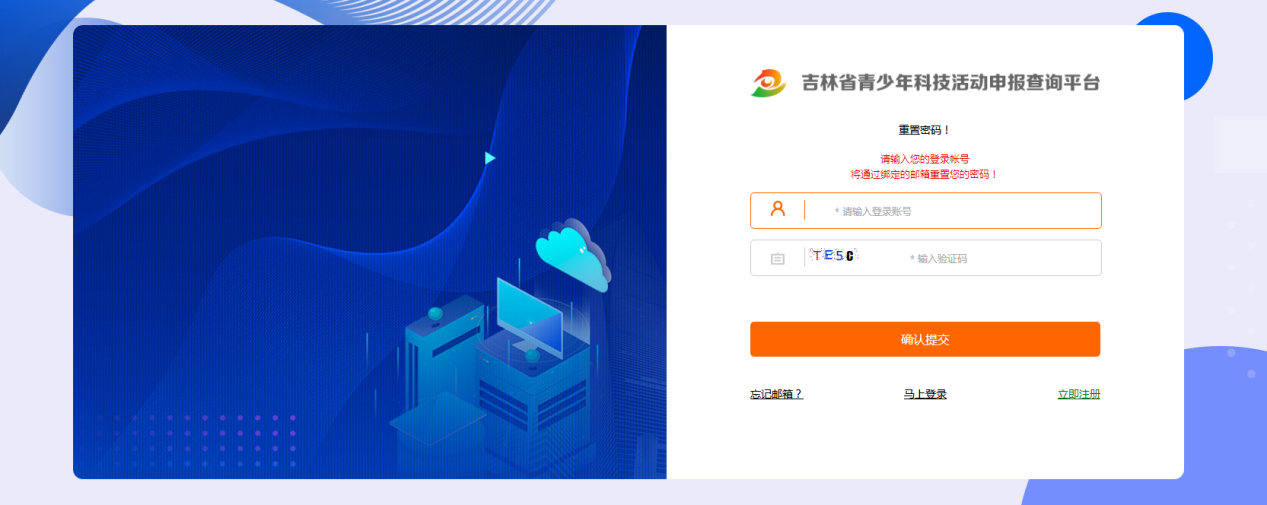 吉林省青少年科技活动申报查询平台
重置密码！
请输入您的登录帐号
将通过绑定的邮箱重置您的密码！
* 请输入登录账号
TE5C * 输入验证码
确认提交
忘记邮箱？ 马上登录 立即注册